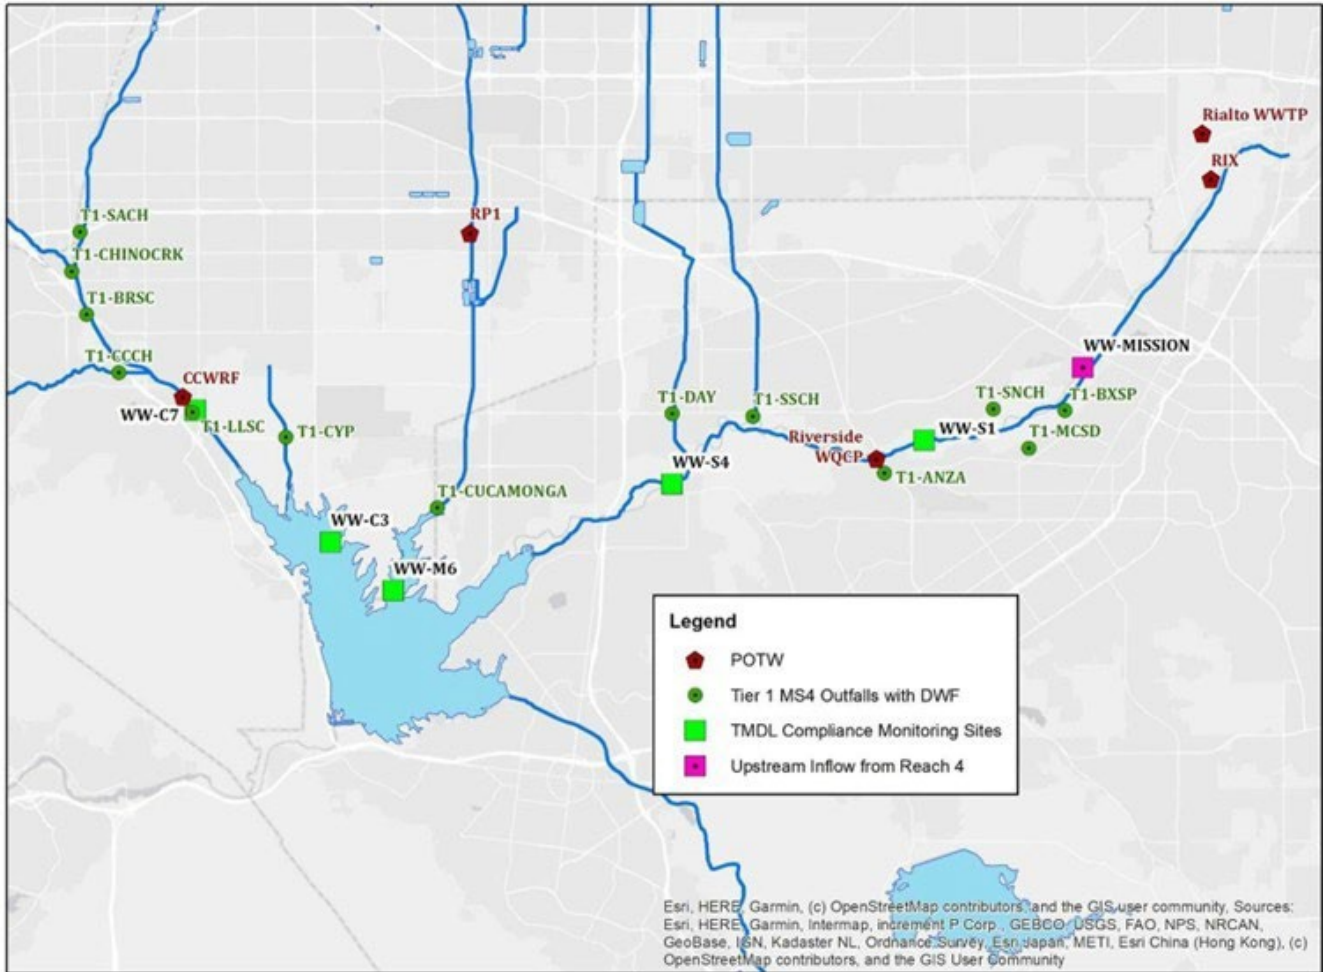 Rialto WWTP
RIX
T1-SACH
RP1
T1-CHINOCRK
T1-BRSC
WW-MISSION
T1-CCCH
CCWRF
WW-C7
T1-LLSC
T1-CYP
T1-DAY
T1-SSCH
T1-SNCH
T1-BXSP
WW-S1
T1-MCSD
Riverside
WQCP
T1-ANZA
WW-S4
T1-CUCAMONGA
WW-C3
WW-M6
Legend
POTW
Tier 1 MS4 Outfalls with DWF
TMDL Compliance Monitoring Sites
Upstream Inflow from Reach 4
Esri, HERE, Garmin, (c) OpenStreetMap contributors, and the GIS user community, Sources:
Esri, HERE, Garmin, Intermap, increment P Corp., GEBCO, USGS, FAO, NPS, NRCAN,
GeoBase, IGN, Kadaster NL, Ordnance Survey, Esri Japan, METI, Esri China (Hong Kong), (c)
OpenStreetMap contributors, and the GIS User Community